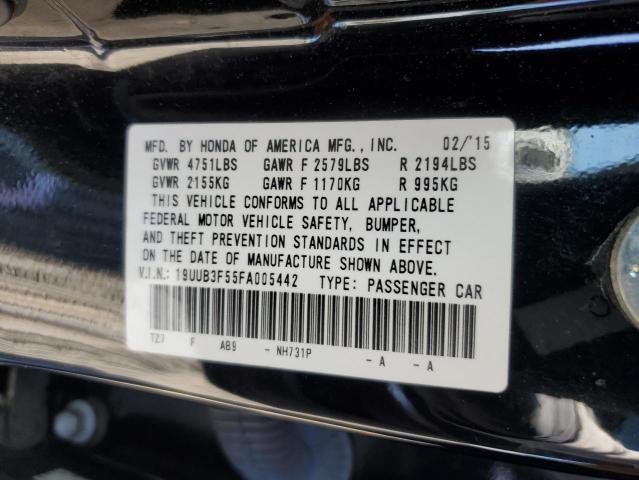 MFD. BY HONDA OF AMERICA MFG., INC. 02/'15
GVWR 4751LBS GAWR F 2579LBS R 2194LBS
GVWR 2155KG GAWR F 1170KG R 995KG
THIS VEHICLE CONFORMS TO ALL APPLICABLE
FEDERAL MOTOR VEHICLE SAFETY, BUMPER,
AND THEFT PREVENTION STANDARDS IN EFFECT
ON THE DATE OF MANUFACTURE SHOWN ABOVE.
V.I.N.: 19UUB3F55FA005442 TYPE: PASSENGER CAR
TZ7 F AB9 - NH731P - A - A